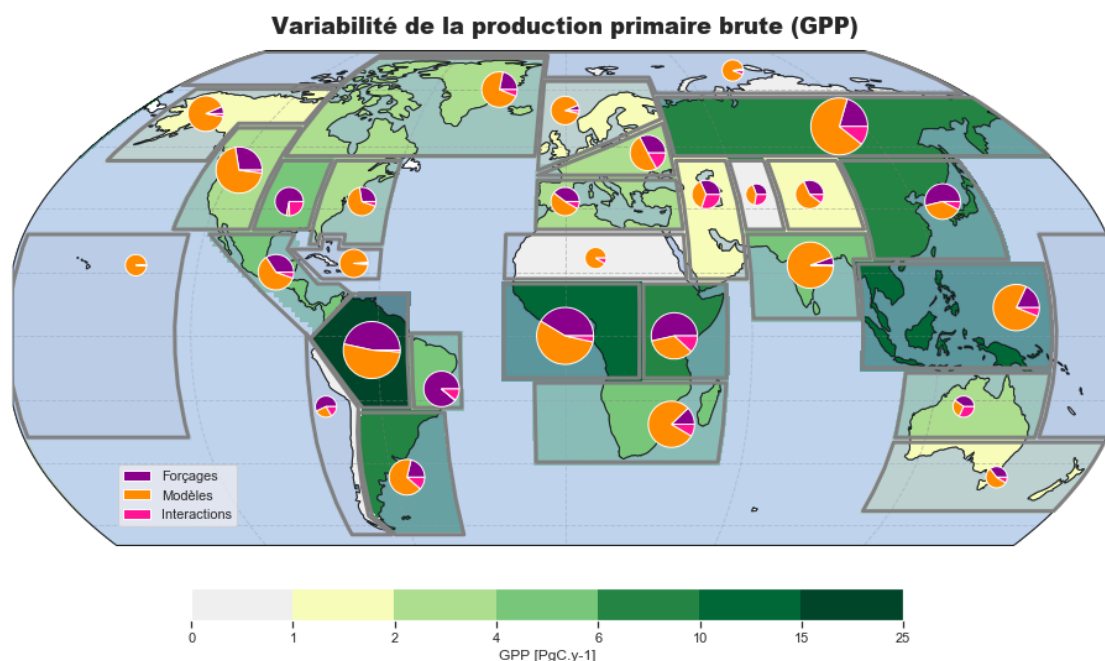 Variabilité de la production primaire brute (GPP)
Forçages
Modèles
Interactions
0 1 2 4 6 10 15 25
GPP [PgC.y-1]